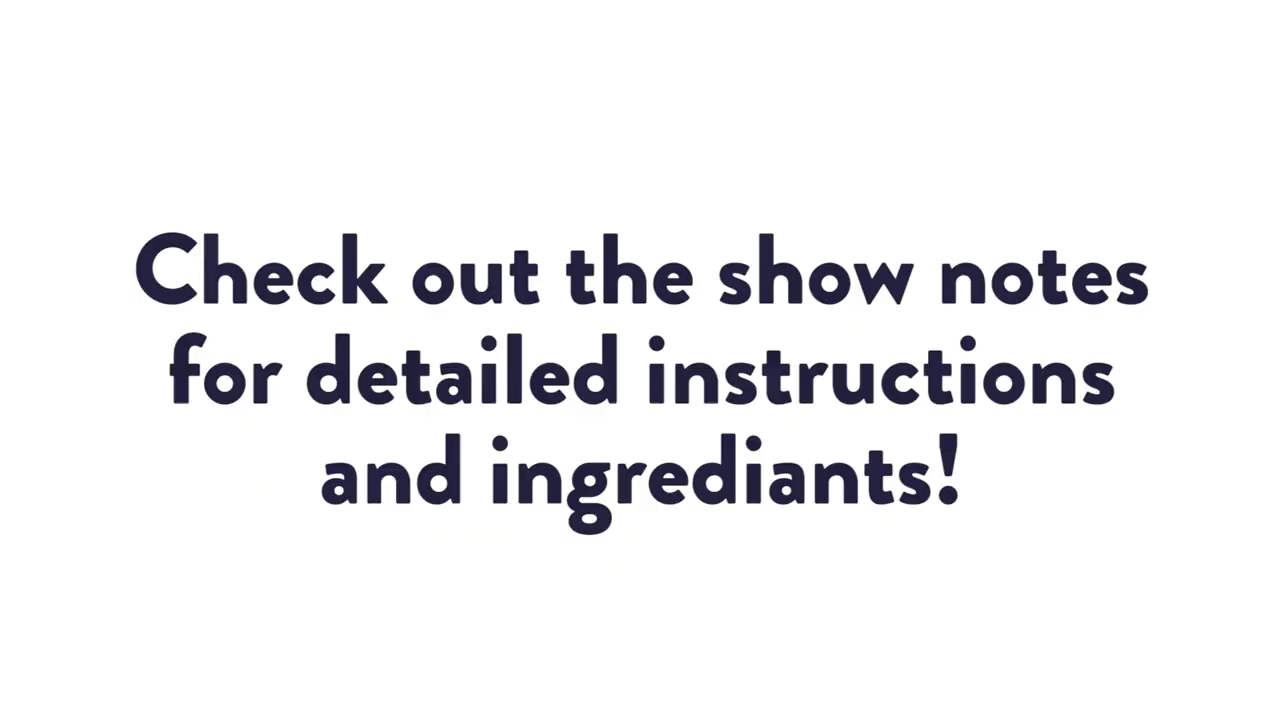 Check out the show notes
for detailed instructions
and ingrediants!